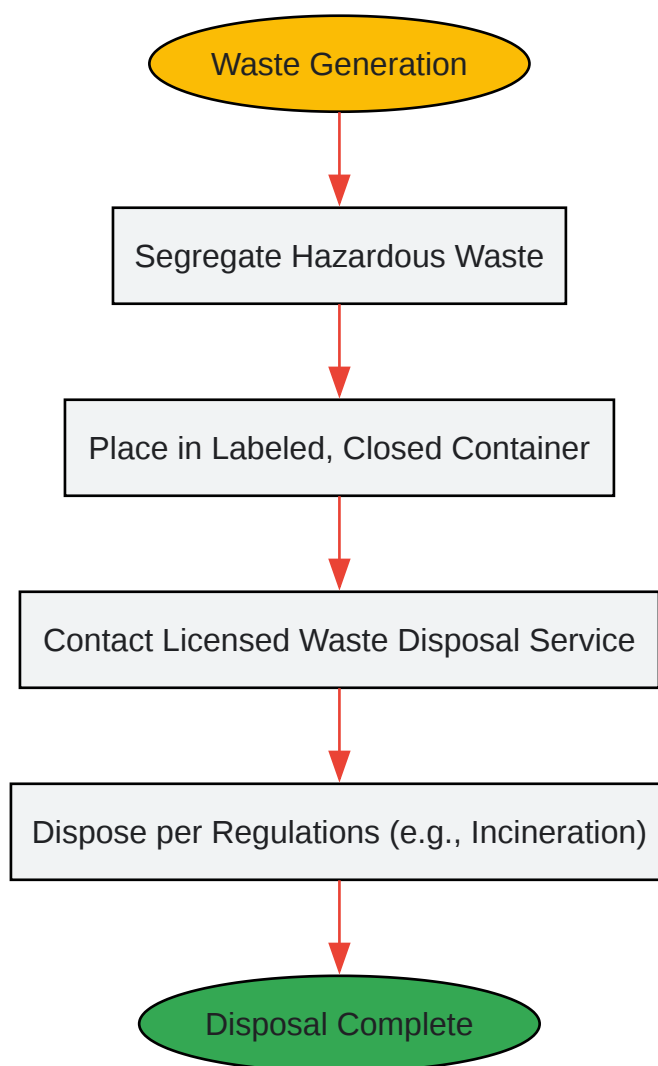 Waste Generation
Segregate Hazardous Waste
Place in Labeled, Closed Container
Contact Licensed Waste Disposal Service
Dispose per Regulations (e.g., Incineration)
Disposal Complete